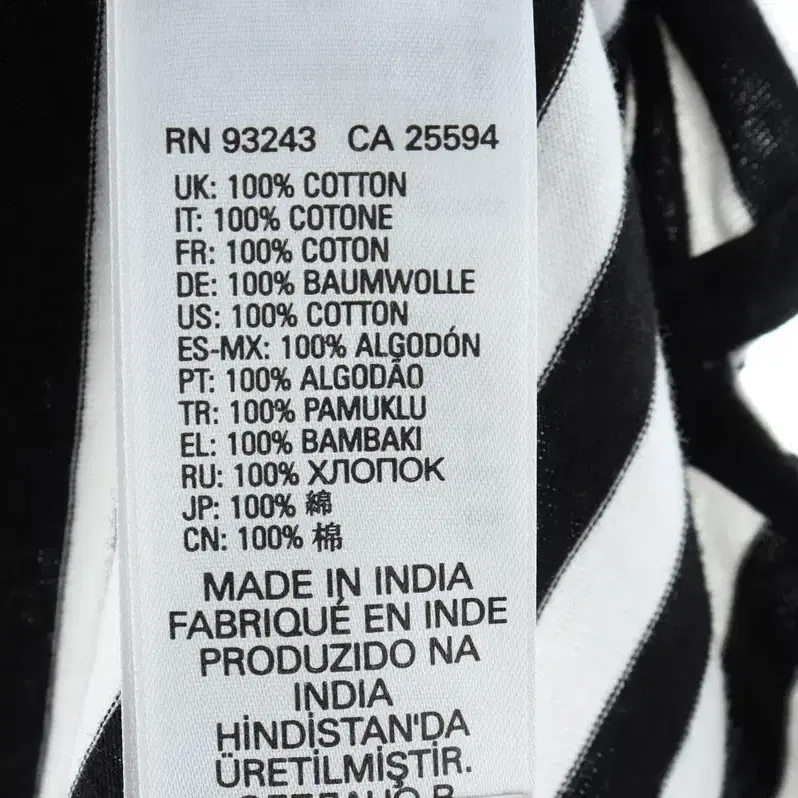 RN 93243 CA 25594
UK: 100% COTTON
IT: 100% COTONE
FR: 100% COTON
DE: 100% BAUMWOLLE
US: 100% COTTON
ES-MX: 100% ALGODÓN
PT: 100% ALGODÃO
TR: 100% PAMUKLU
EL: 100% ΒΑΜΒΑΚΙ
RU: 100% ХЛОПОК
JP: 100% 綿
CN: 100% 棉
MADE IN INDIA
FABRIQUÉ EN INDE
PRODUZIDO NA
INDIA
HİNDİSTAN'DA
ÜRETİLMİŞTİR.
СДЕЛАНО В